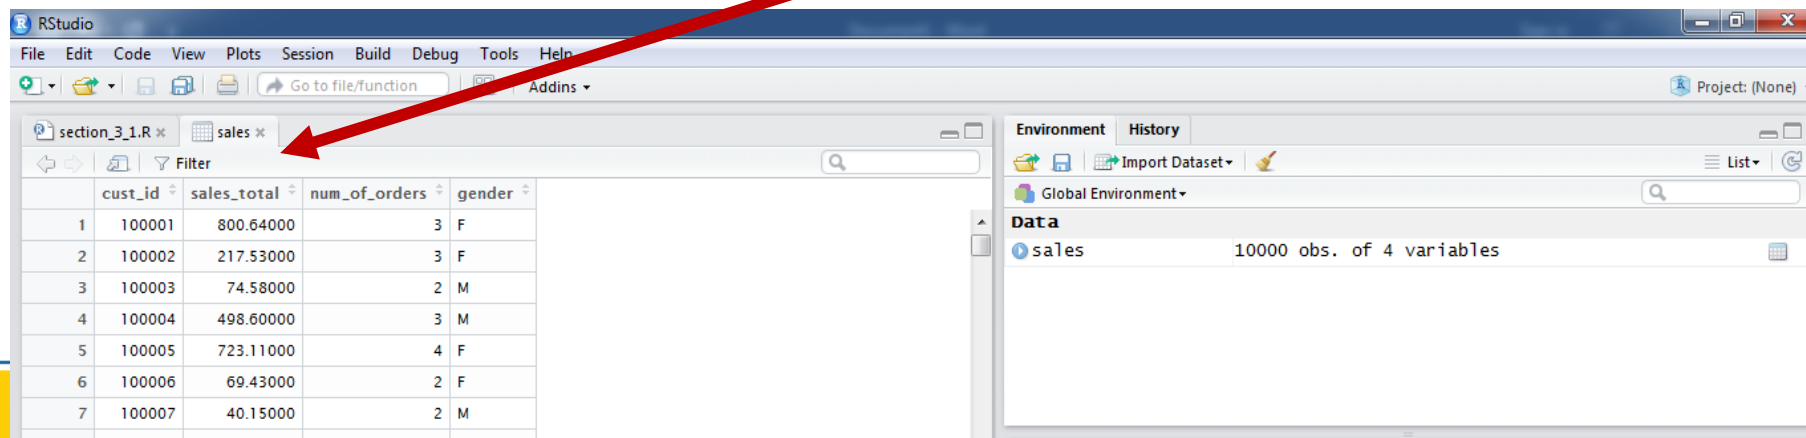 RStudio
File Edit Code View Plots Session Build Debug Tools Help
Go to file/function Addins Project: (None)
section_3_1.R sales
Filter
cust_id sales_total num_of_orders gender
1 100001 800.64000 3 F
2 100002 217.53000 3 F
3 100003 74.58000 2 M
4 100004 498.60000 3 M
5 100005 723.11000 4 F
6 100006 69.43000 2 F
7 100007 40.15000 2 M
Environment History
Import Dataset List
Global Environment
Data
sales 10000 obs. of 4 variables